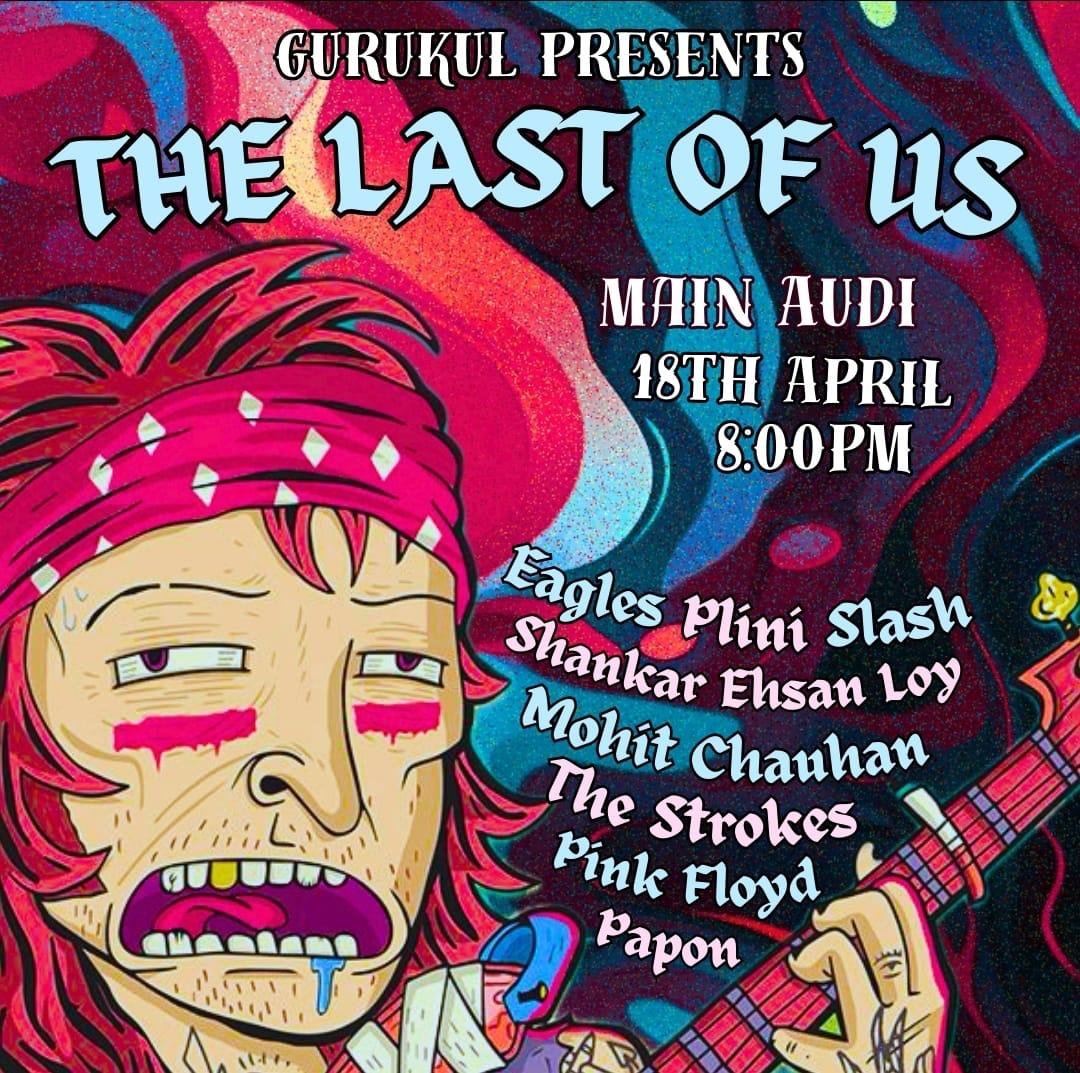 GURUKUL PRESENTS
THE LAST OF US
MAIN AUDI
18TH APRIL
8:00PM
Eagles Plini Slash
Shankar Ehsan Loy
Mohit Chauhan
The Strokes
Pink Floyd
Papon